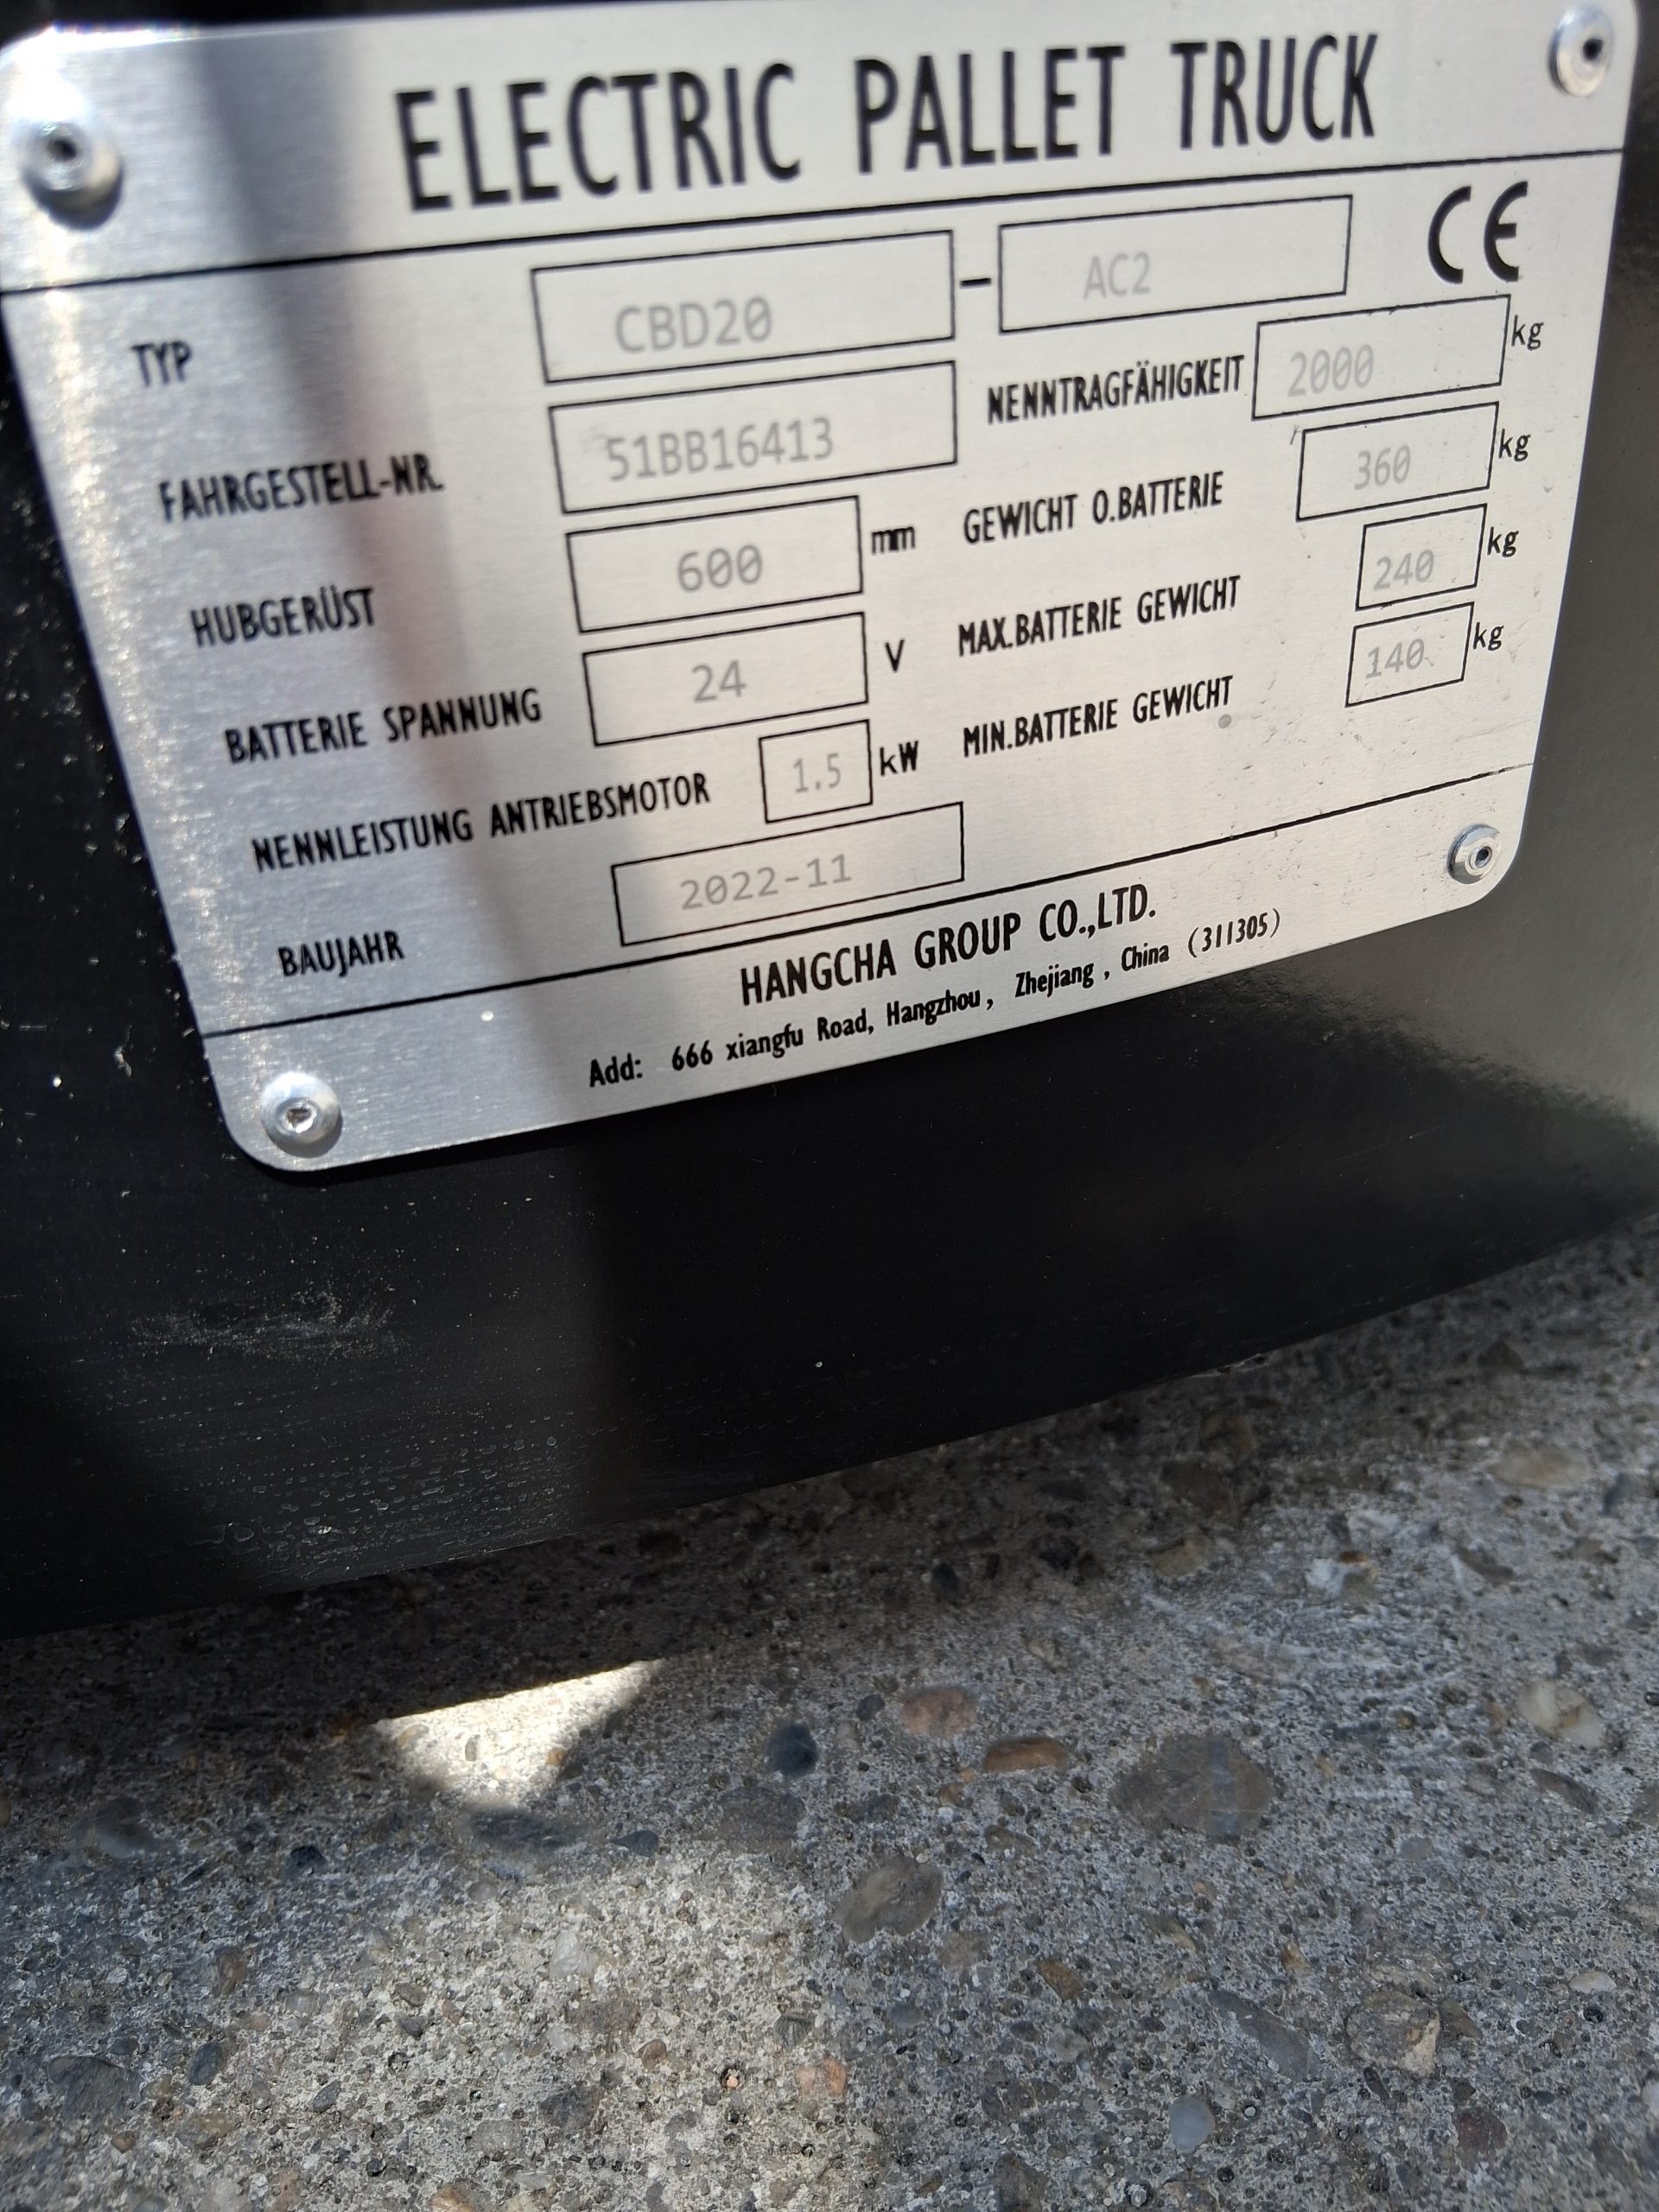 ELECTRIC PALLET TRUCK
CE
TYP CBD20 - AC2
FAHRGESTELL-NR. 51BB16413
NENNTRAGFÄHIGKEIT 2000 kg
HUBGERÜST 600 mm
GEWICHT O.BATTERIE 360 kg
BATTERIE SPANNUNG 24 V
MAX.BATTERIE GEWICHT 240 kg
NENNLEISTUNG ANTRIEBSMOTOR 1.5 kW
MIN.BATTERIE GEWICHT 140 kg
BAUJAHR 2022-11
HANGCHA GROUP CO.,LTD.
Add: 666 xiangfu Road, Hangzhou, Zhejiang, China (311305)